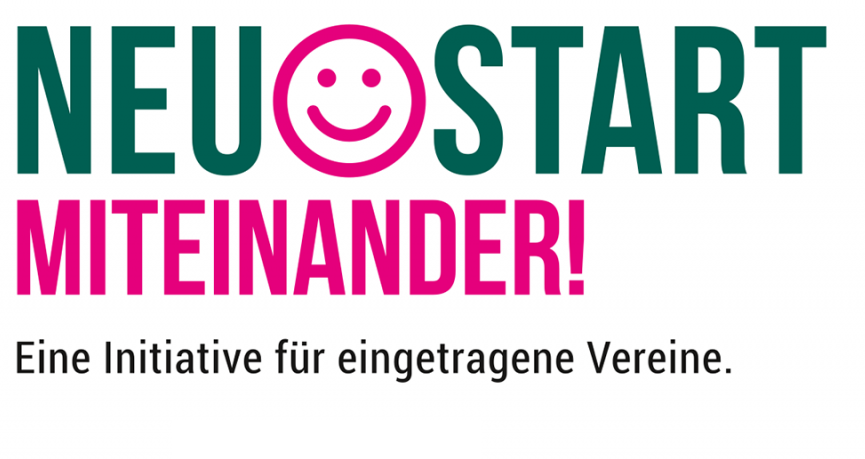 NEUSTART
MITEINANDER!
Eine Initiative für eingetragene Vereine.